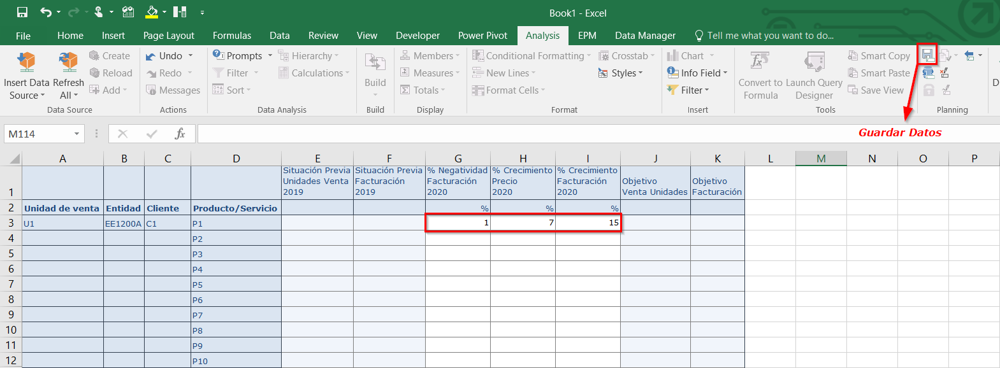 Book1 - Excel
File Home Insert Page Layout Formulas Data Review View Developer Power Pivot Analysis EPM Data Manager Tell me what you want to do...
Insert Data
Source
Refresh
All
Create
Reload
Add
Data Source
Undo
Redo
Messages
Actions
Prompts
Filter
Sort
Hierarchy
Calculations
Data Analysis
Build
Build
Members
Measures
Totals
Display
Conditional Formatting
New Lines
Format Cells
Crosstab
Styles
Format
Chart
Info Field
Filter
Insert
Convert to
Formula
Launch Query
Designer
Smart Copy
Smart Paste
Save View
Tools
Planning
D
Guardar Datos
M114 fx
A B C D E F G H I J K L M N O P
1
Situación Previa
Unidades Venta
2019
Situación Previa
Facturación
2019
% Negatividad
Facturación
2020
% Crecimiento
Precio
2020
% Crecimiento
Facturación
2020
Objetivo
Venta Unidades
Objetivo
Facturación
2 Unidad de venta Entidad Cliente Producto/Servicio % % %
3 U1 EE1200A C1 P1 1 7 15
4 P2
5 P3
6 P4
7 P5
8 P6
9 P7
10 P8
11 P9
12 P10